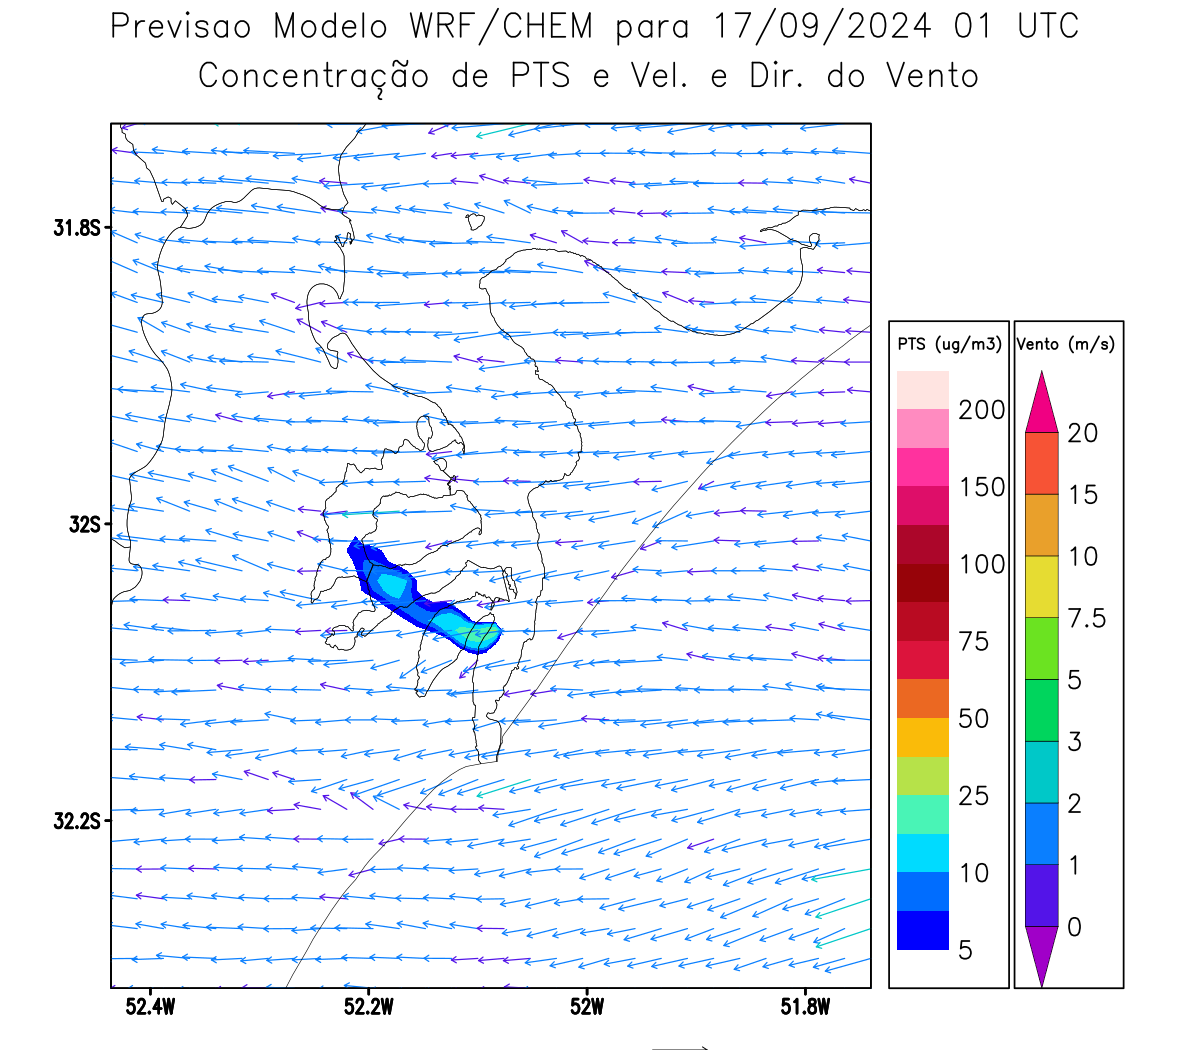 Previsao Modelo WRF/CHEM para 17/09/2024 01 UTC
Concentração de PTS e Vel. e Dir. do Vento
31.8S
32S
32.2S
52.4W
52.2W
52W
51.8W
PTS (ug/m3)
200
150
100
75
50
25
10
5
Vento (m/s)
20
15
10
7.5
5
3
2
1
0